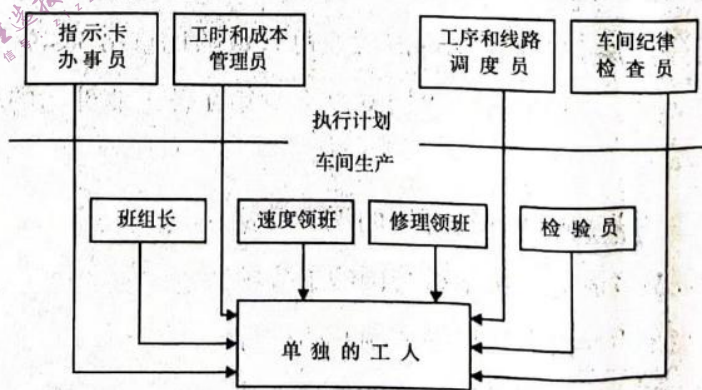 指示卡
办事员
工时和成本
管理员
工序和线路
调度员
车间纪律
检查员
执行计划
车间生产
班组长
速度领班
修理领班
检验员
单独的工人